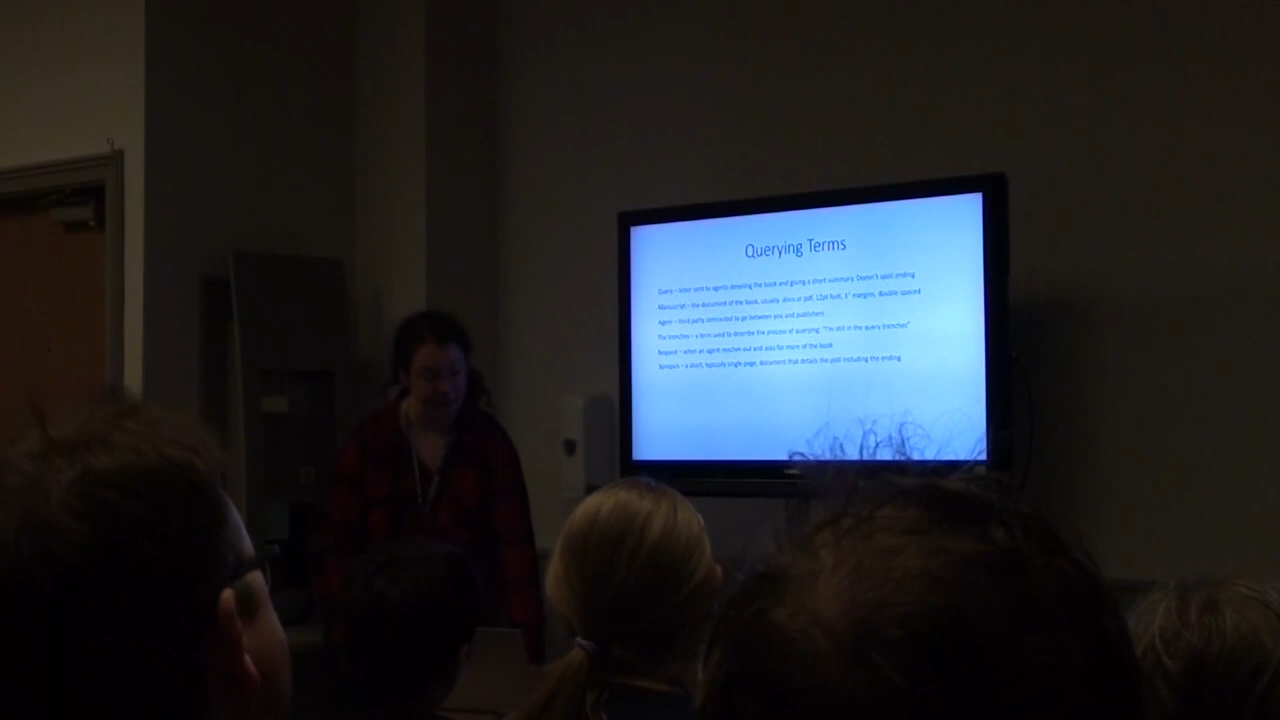 Querying Terms
Query – letter sent to agents detailing the book and giving a short summary. Doesn't spoil ending
Manuscript – the document of the book, usually .docx or pdf, 12pt font, 1" margins, double-spaced
Agent – third party contracted to go between you and publishers
The trenches – a term used to describe the process of querying. "I'm still in the query trenches"
Request – when an agent reaches out and asks for more of the book
Synopsis – a short, typically single page, document that details the plot including the ending